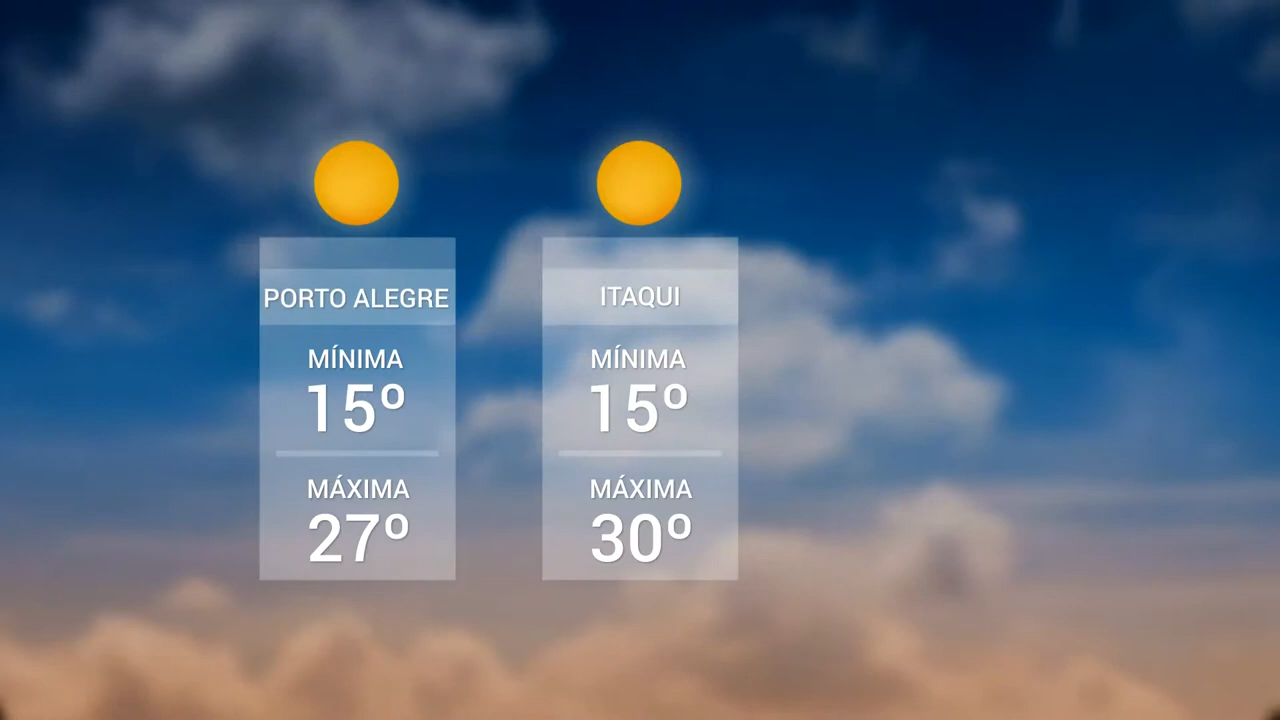 PORTO ALEGRE
MÍNIMA
15º
MÁXIMA
27º
ITAQUI
MÍNIMA
15º
MÁXIMA
30º